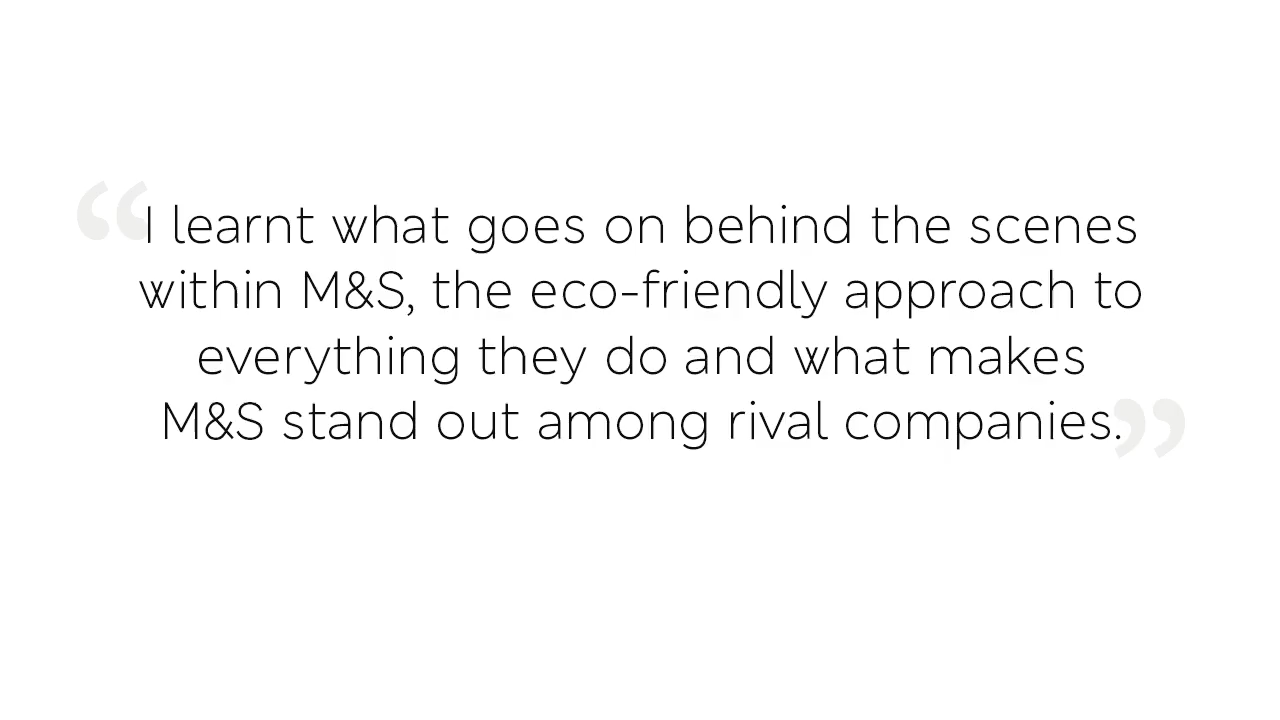 “I learnt what goes on behind the scenes
within M&S, the eco-friendly approach to
everything they do and what makes
M&S stand out among rival companies.”